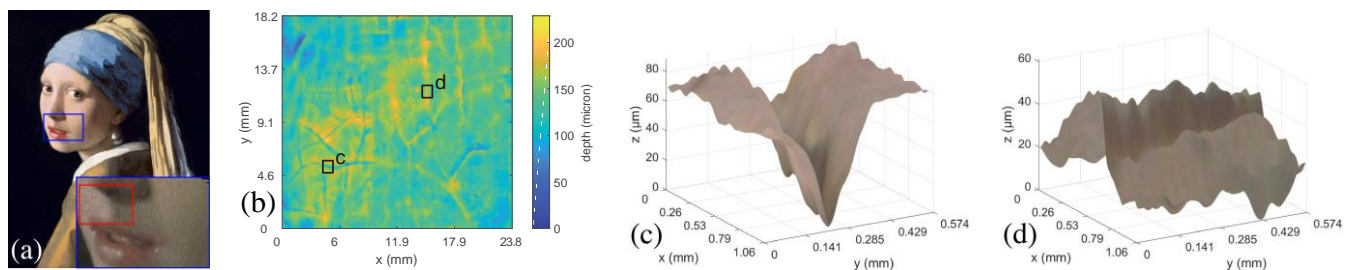 (a)
(b)
18.2
13.7
9.1
4.6
0
y (mm)
0
6
11.9
17.9
23.8
x (mm)
d
c
200
150
100
50
0
depth (micron)
(c)
80
60
40
20
0
z (μm)
0
0.26
0.53
0.79
1.06
x (mm)
0
0.141
0.285
0.429
0.574
y (mm)
(d)
60
40
20
0
z (μm)
0
0.26
0.53
0.79
1.06
x (mm)
0
0.141
0.285
0.429
0.574
y (mm)